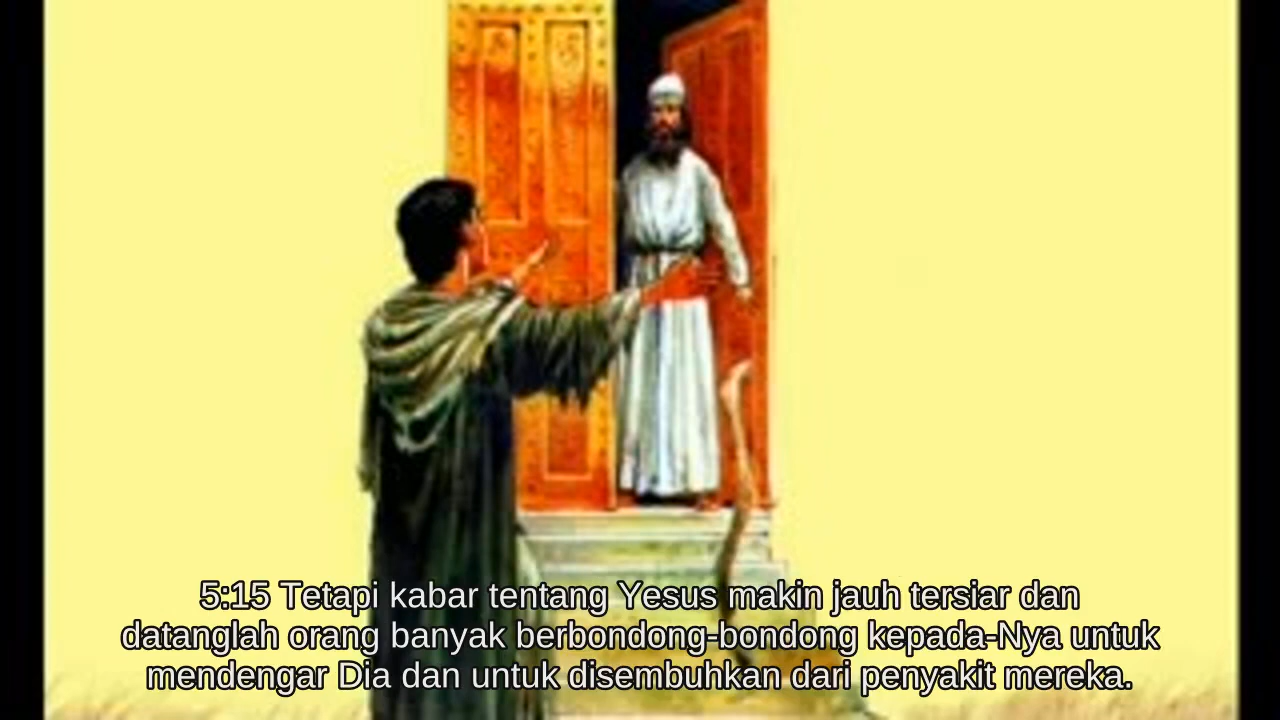 5:15 Tetapi kabar tentang Yesus makin jauh tersiar dan
datanglah orang banyak berbondong-bondong kepada-Nya untuk
mendengar Dia dan untuk disembuhkan dari penyakit mereka.